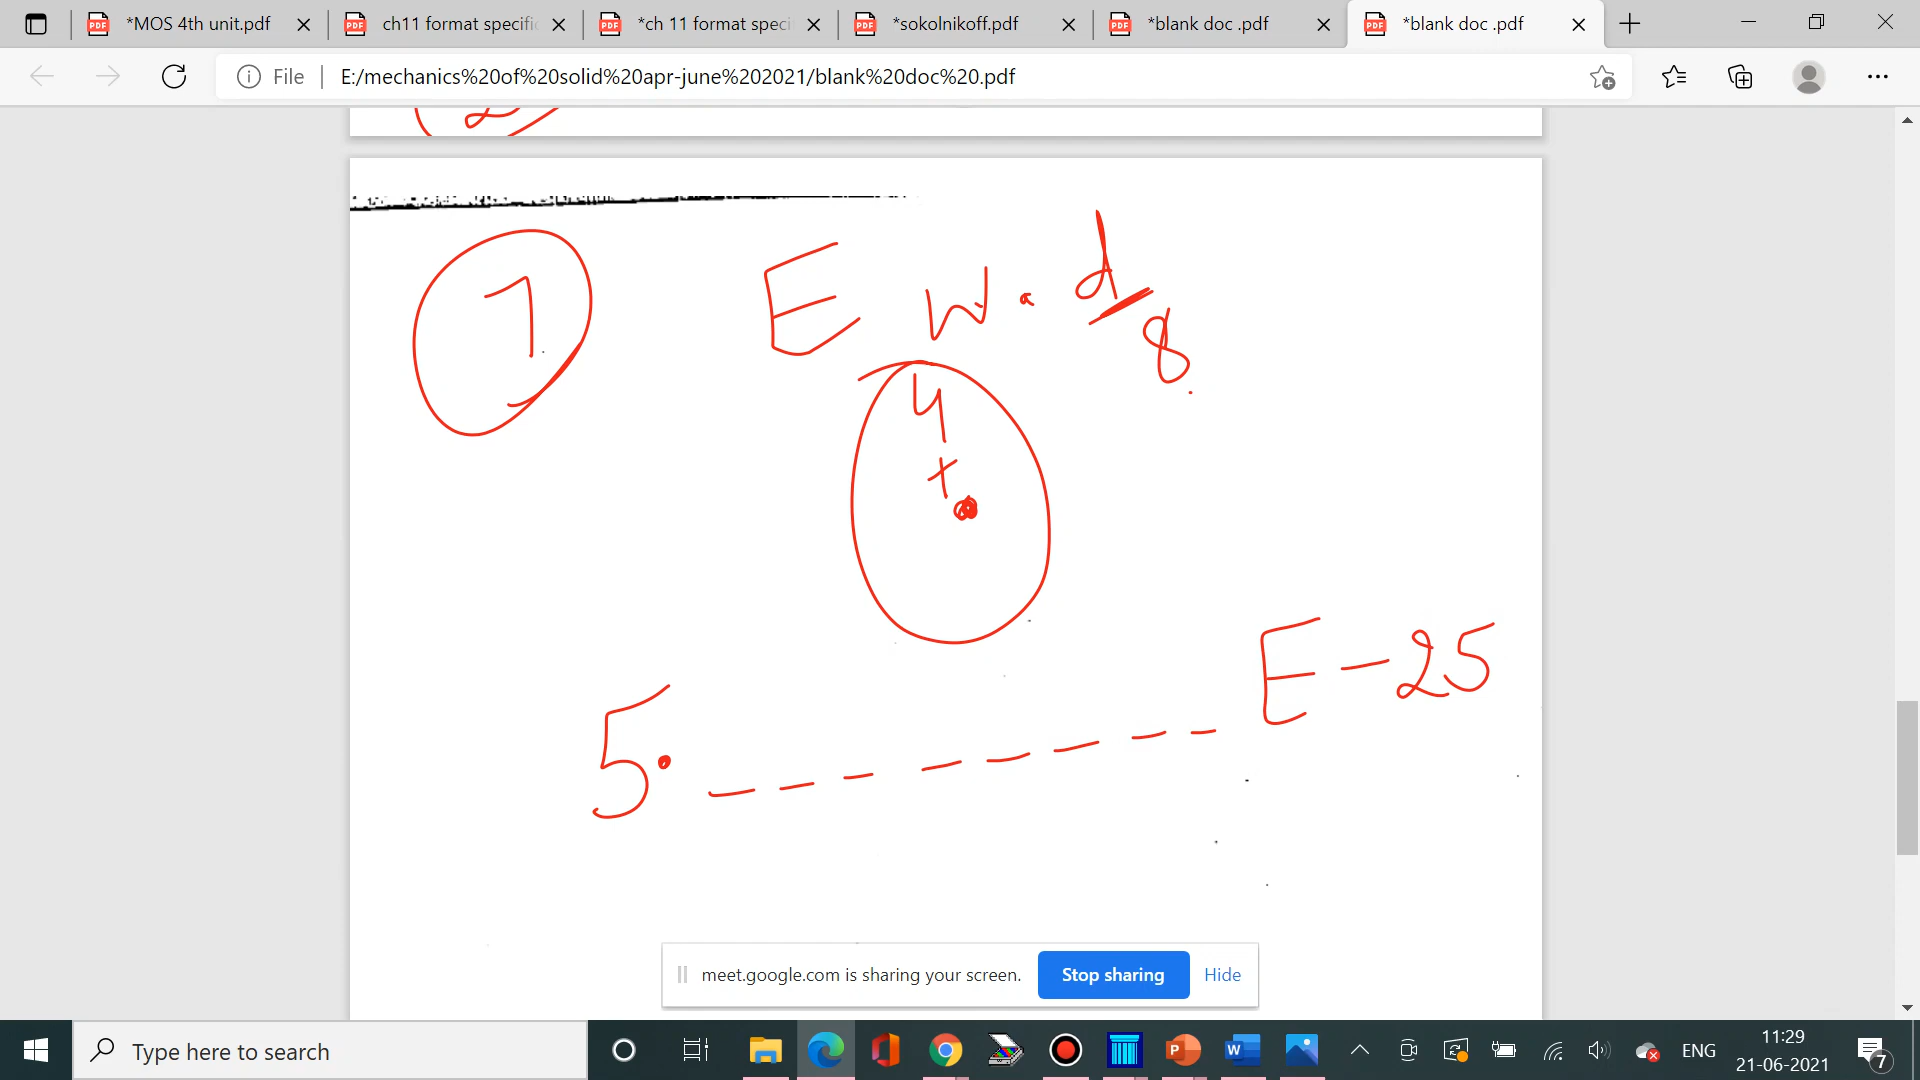 *MOS 4th unit.pdf
ch11 format specific
*ch 11 format speci
*sokolnikoff.pdf
*blank doc .pdf
*blank doc .pdf
File
E:/mechanics%20of%20solid%20apr-june%202021/blank%20doc%20.pdf
7
E w.d/8
4
+
5. _ _ _ _ _ _ _ _ E-25
meet.google.com is sharing your screen.
Stop sharing
Hide
Type here to search
ENG
11:29
21-06-2021
7